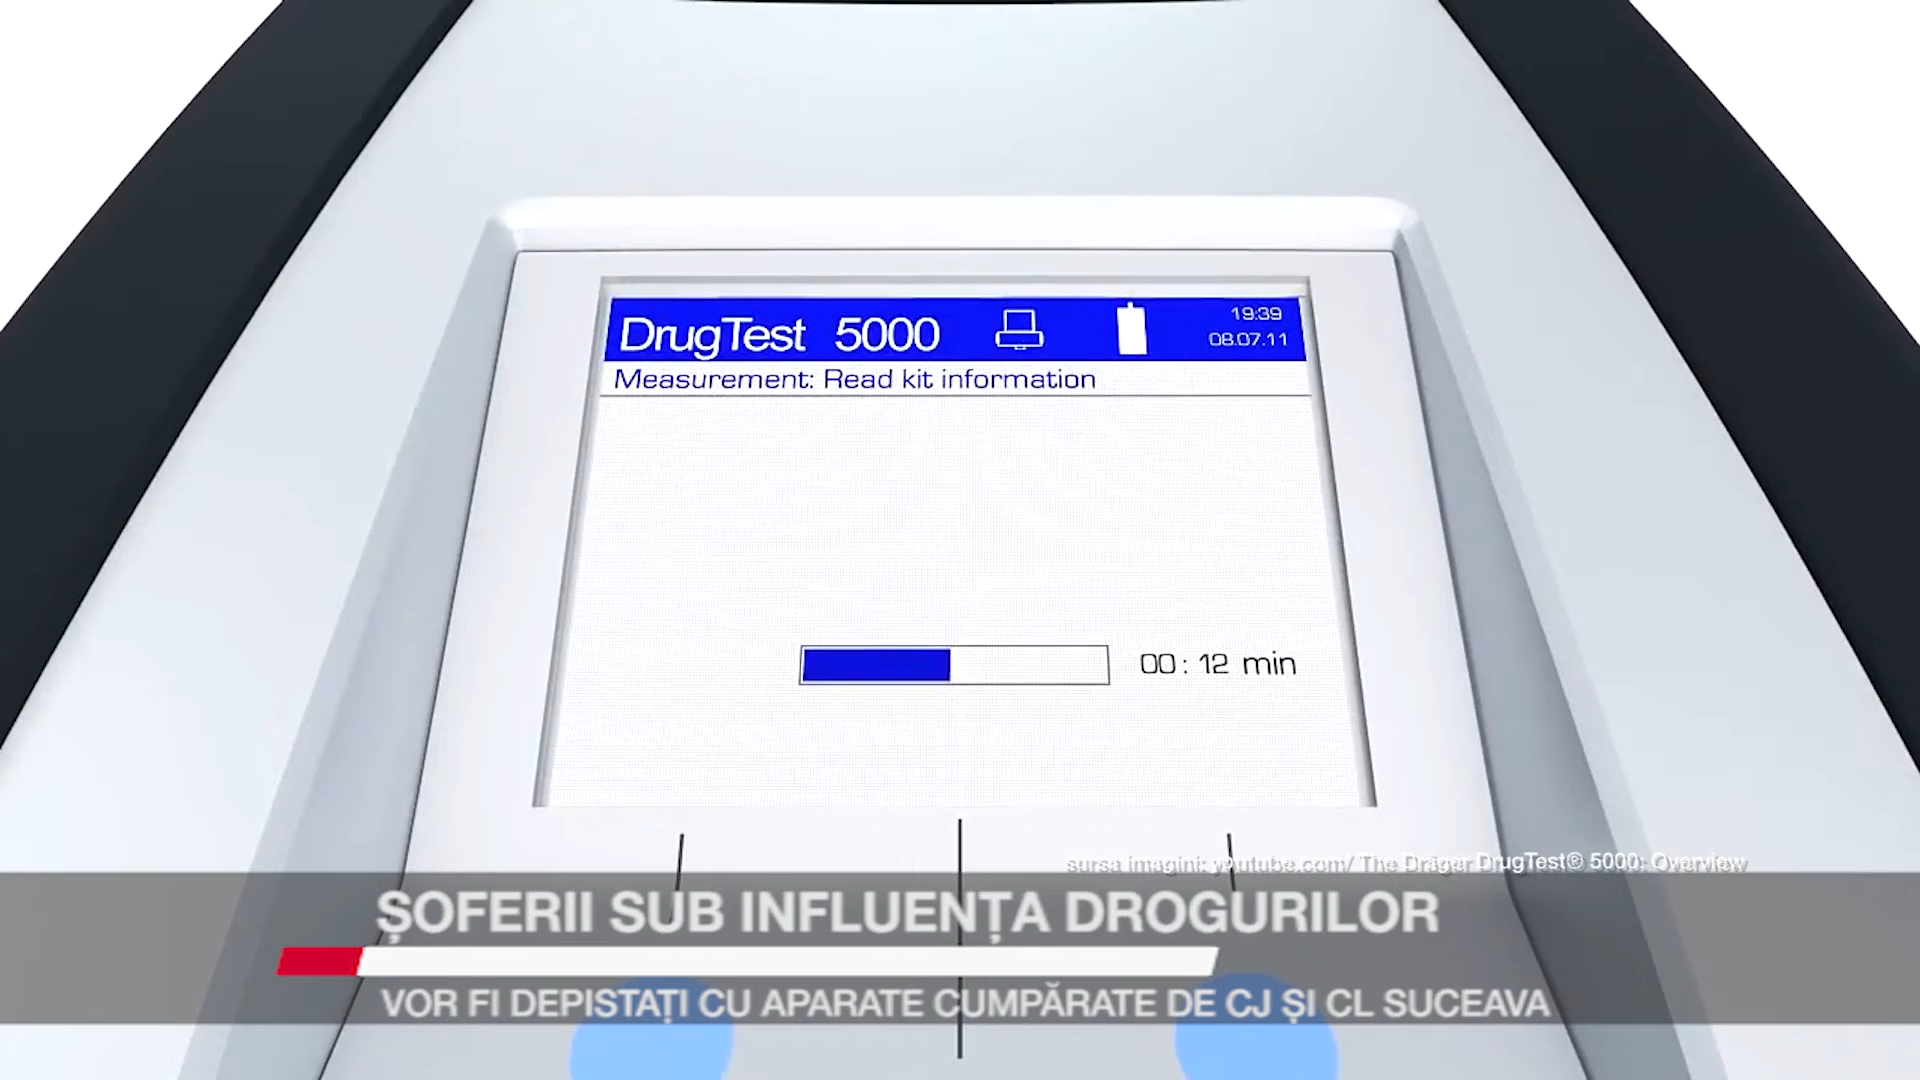 DrugTest 5000
19:39
08.07.11
Measurement: Read kit information
00: 12 min
sursa imagini: youtube.com/ The Dräger DrugTest® 5000: Overview
ȘOFERII SUB INFLUENȚA DROGURILOR
VOR FI DEPISTAȚI CU APARATE CUMPĂRATE DE CJ ȘI CL SUCEAVA